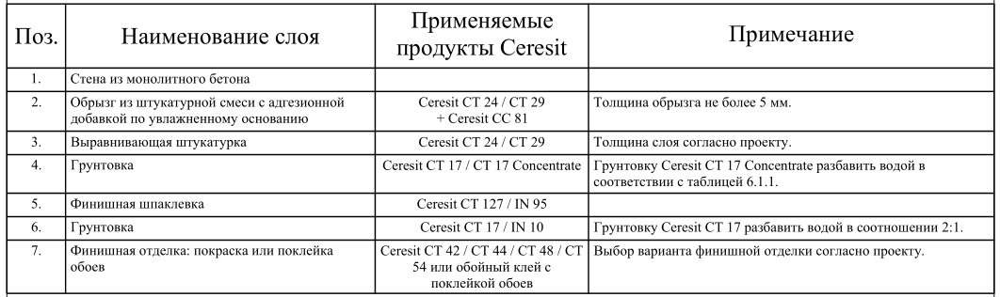 Поз.
Наименование слоя
Применяемые
продукты Ceresit
Примечание
1.
Стена из монолитного бетона
2.
Обрызг из штукатурной смеси с адгезионной
добавкой по увлажненному основанию
Ceresit CT 24 / CT 29
+ Ceresit CC 81
Толщина обрызга не более 5 мм.
3.
Выравнивающая штукатурка
Ceresit CT 24 / CT 29
Толщина слоя согласно проекту.
4.
Грунтовка
Ceresit CT 17 / CT 17 Concentrate
Грунтовку Ceresit CT 17 Concentrate разбавить водой в
соответствии с таблицей 6.1.1.
5.
Финишная шпаклевка
Ceresit CT 127 / IN 95
6.
Грунтовка
Ceresit CT 17 / IN 10
Грунтовку Ceresit CT 17 разбавить водой в соотношении 2:1.
7.
Финишная отделка: покраска или поклейка
обоев
Ceresit CT 42 / CT 44 / CT 48 / CT
54 или обойный клей с
поклейкой обоев
Выбор варианта финишной отделки согласно проекту.